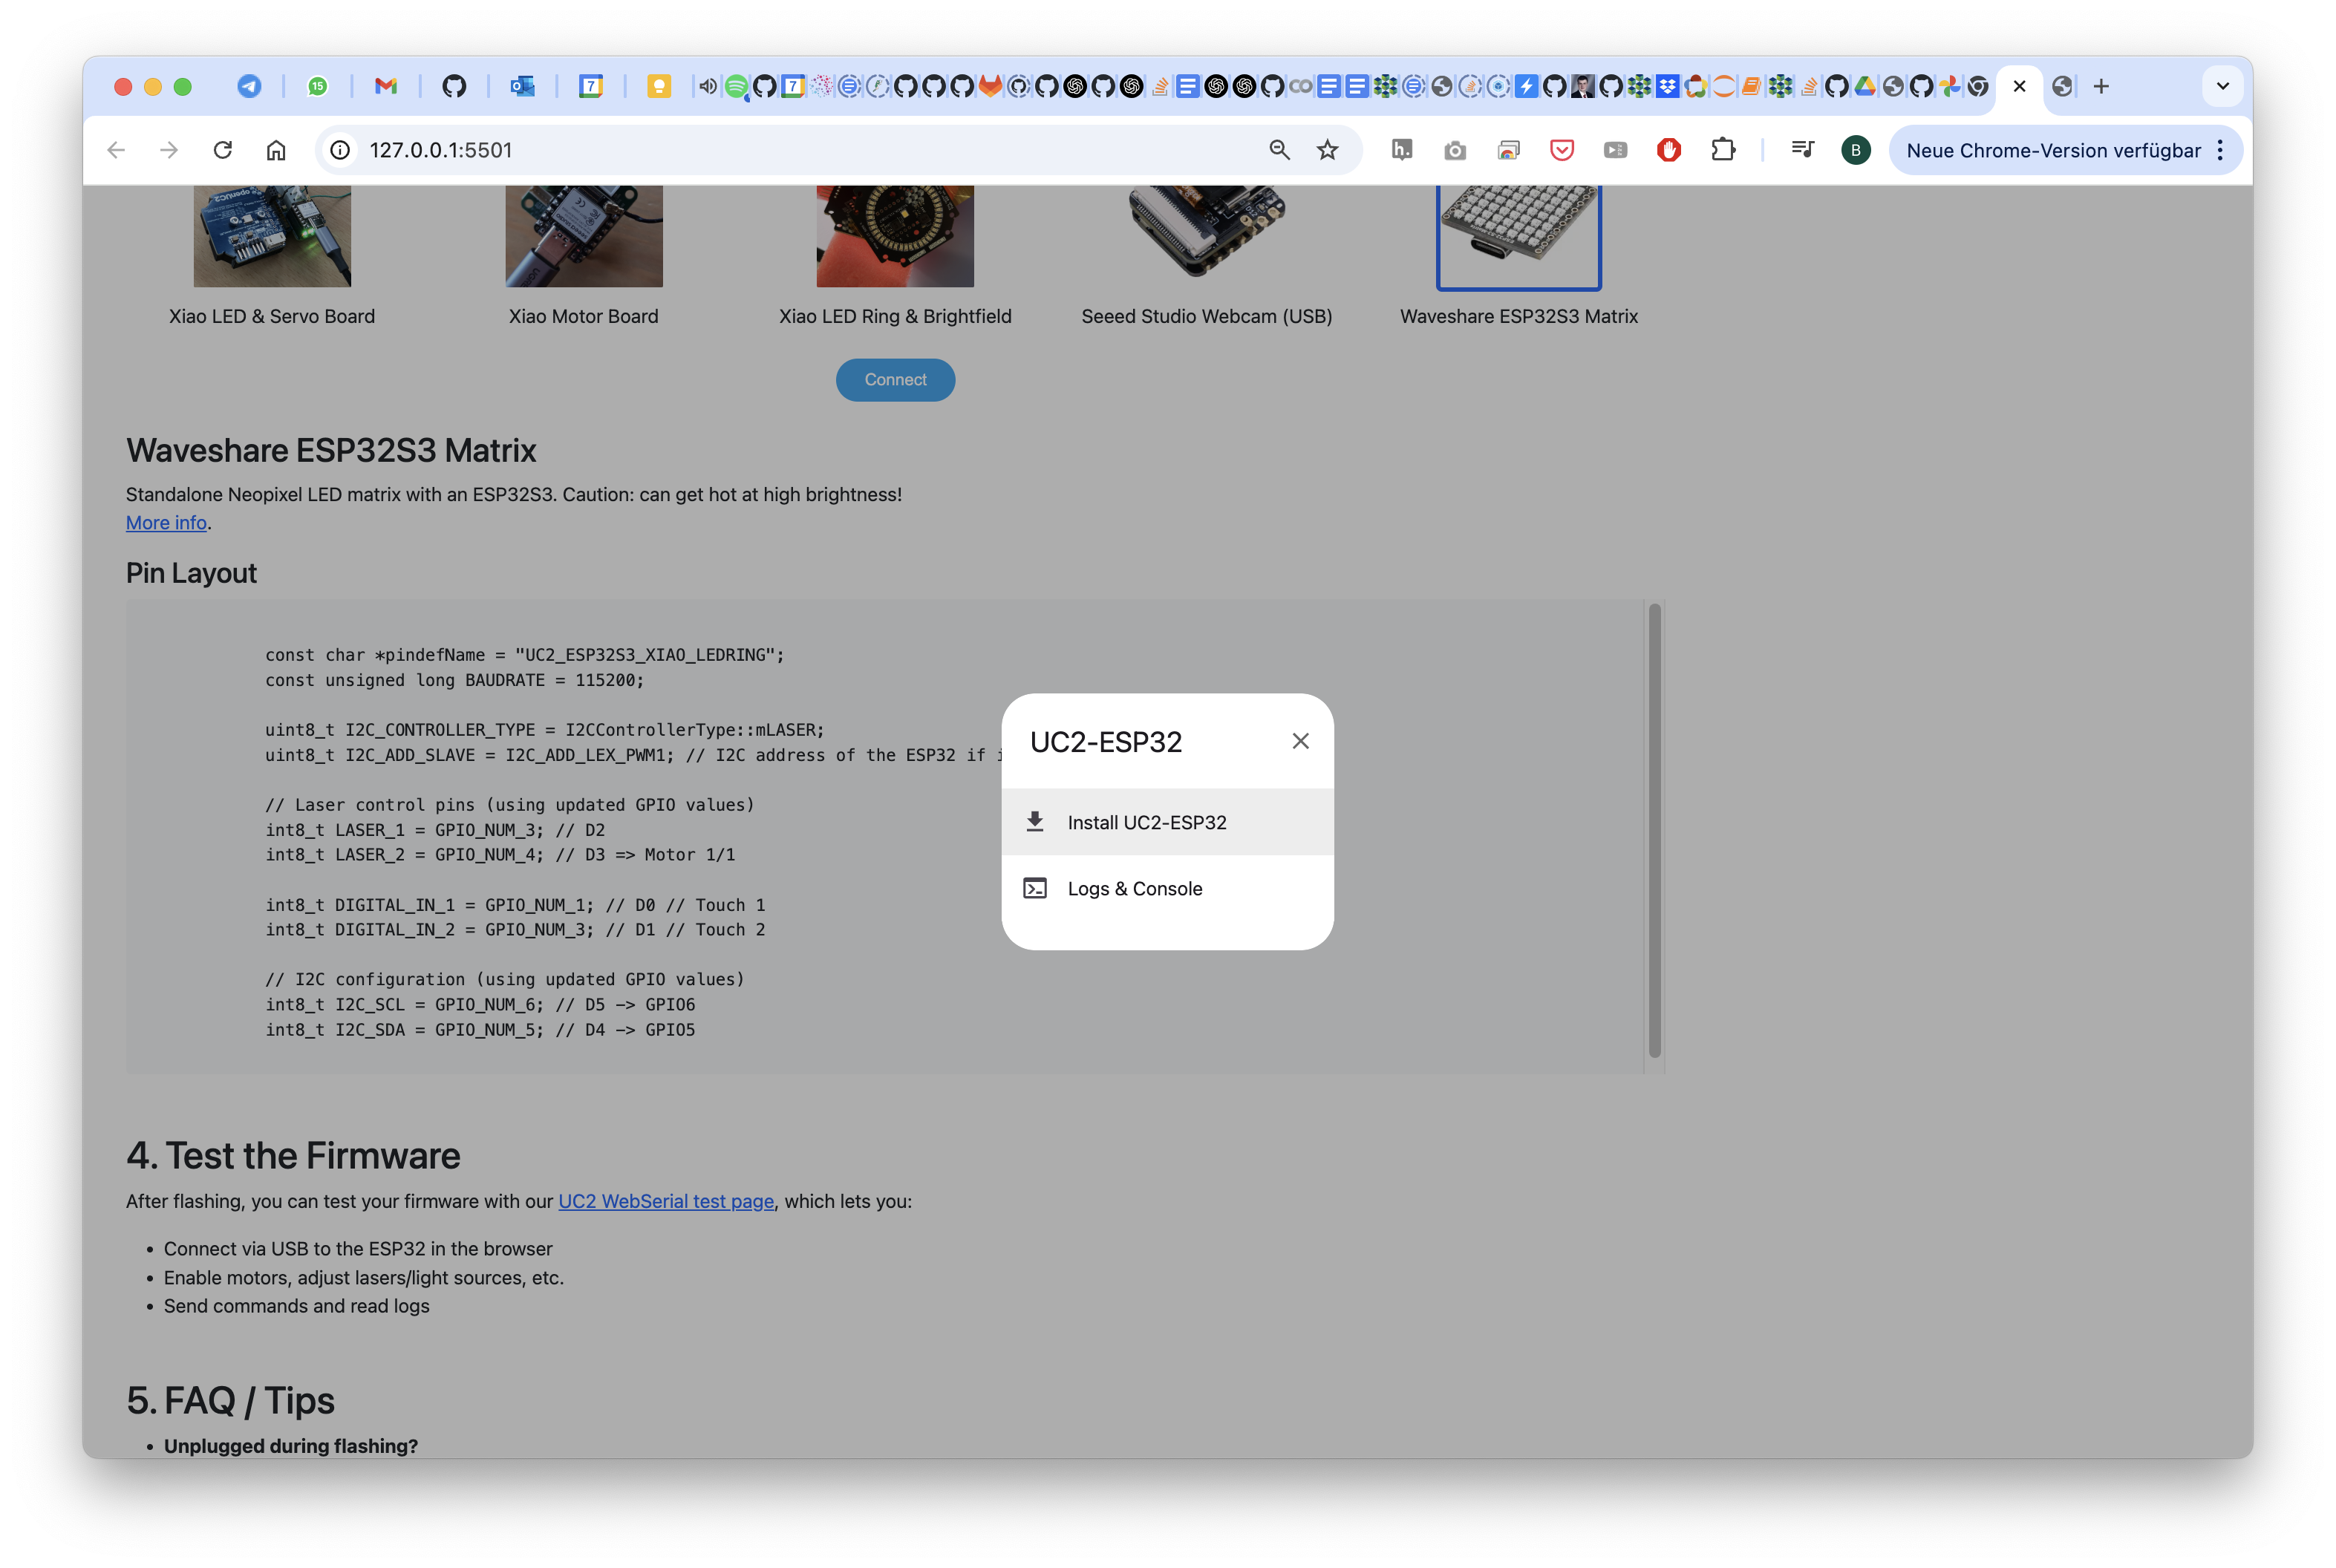 15
7
7
127.0.0.1:5501
h.
B
Neue Chrome-Version verfügbar
openUC2
Xiao LED & Servo Board
Xiao Motor Board
Xiao LED Ring & Brightfield
Seeed Studio Webcam (USB)
Waveshare ESP32S3 Matrix
Connect
Waveshare ESP32S3 Matrix
Standalone Neopixel LED matrix with an ESP32S3. Caution: can get hot at high brightness!
More info.
Pin Layout
const char *pindefName = "UC2_ESP32S3_XIAO_LEDRING";
const unsigned long BAUDRATE = 115200;
uint8_t I2C_CONTROLLER_TYPE = I2CControllerType::mLASER;
uint8_t I2C_ADD_SLAVE = I2C_ADD_LEX_PWM1; // I2C address of the ESP32 if
// Laser control pins (using updated GPIO values)
int8_t LASER_1 = GPIO_NUM_3; // D2
int8_t LASER_2 = GPIO_NUM_4; // D3 => Motor 1/1
int8_t DIGITAL_IN_1 = GPIO_NUM_1; // D0 // Touch 1
int8_t DIGITAL_IN_2 = GPIO_NUM_3; // D1 // Touch 2
// I2C configuration (using updated GPIO values)
int8_t I2C_SCL = GPIO_NUM_6; // D5 -> GPIO6
int8_t I2C_SDA = GPIO_NUM_5; // D4 -> GPIO5
UC2-ESP32
Install UC2-ESP32
Logs & Console
4. Test the Firmware
After flashing, you can test your firmware with our UC2 WebSerial test page, which lets you:
• Connect via USB to the ESP32 in the browser
• Enable motors, adjust lasers/light sources, etc.
• Send commands and read logs
5. FAQ / Tips
• Unplugged during flashing?